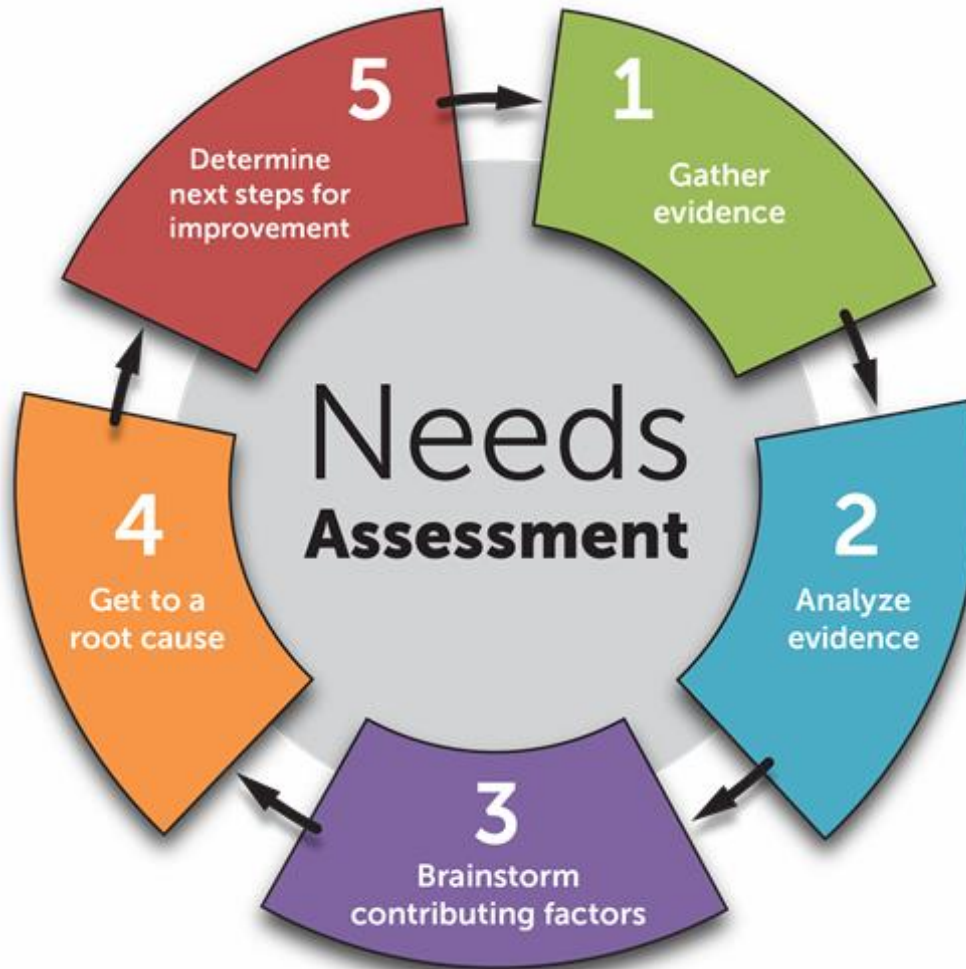 Needs
Assessment
1
Gather
evidence
2
Analyze
evidence
3
Brainstorm
contributing factors
4
Get to a
root cause
5
Determine
next steps for
improvement